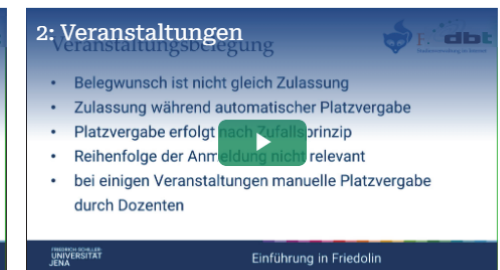 2: Veranstaltungen
Veranstaltungsbelegung
• Belegwunsch ist nicht gleich Zulassung
• Zulassung während automatischer Platzvergabe
• Platzvergabe erfolgt nach Zufallsprinzip
• Reihenfolge der Anmeldung nicht relevant
• bei einigen Veranstaltungen manuelle Platzvergabe
durch Dozenten
FRIEDRICH-SCHILLER-
UNIVERSITÄT
JENA
Einführung in Friedolin